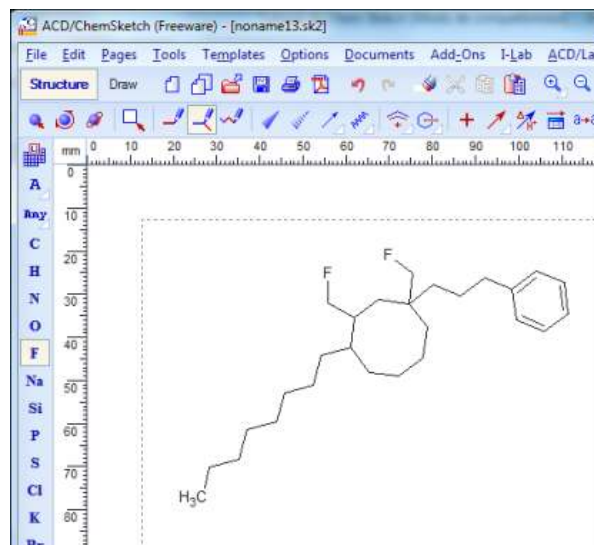 ACD/ChemSketch (Freeware) - [noname13.sk2]
File Edit Pages Tools Templates Options Documents Add-Ons I-Lab ACD/La
Structure Draw
mm 0 10 20 30 40 50 60 70 80 90 100 110
0
10
20
30
40
50
60
70
80
A
Any
C
H
N
O
F
Na
Si
P
S
Cl
K
Br
F
F
H3C